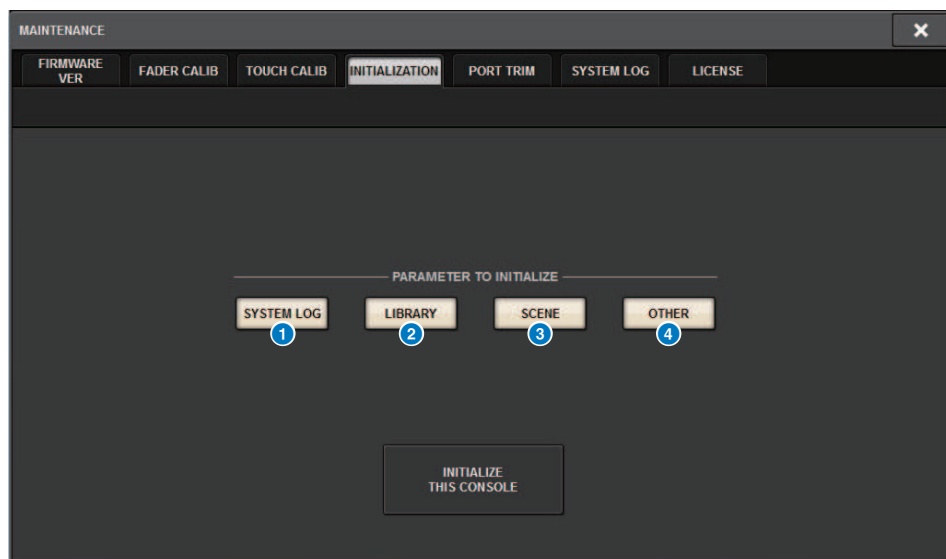 MAINTENANCE
FIRMWARE VER FADER CALIB TOUCH CALIB INITIALIZATION PORT TRIM SYSTEM LOG LICENSE
PARAMETER TO INITIALIZE
SYSTEM LOG LIBRARY SCENE OTHER
1 2 3 4
INITIALIZE
THIS CONSOLE